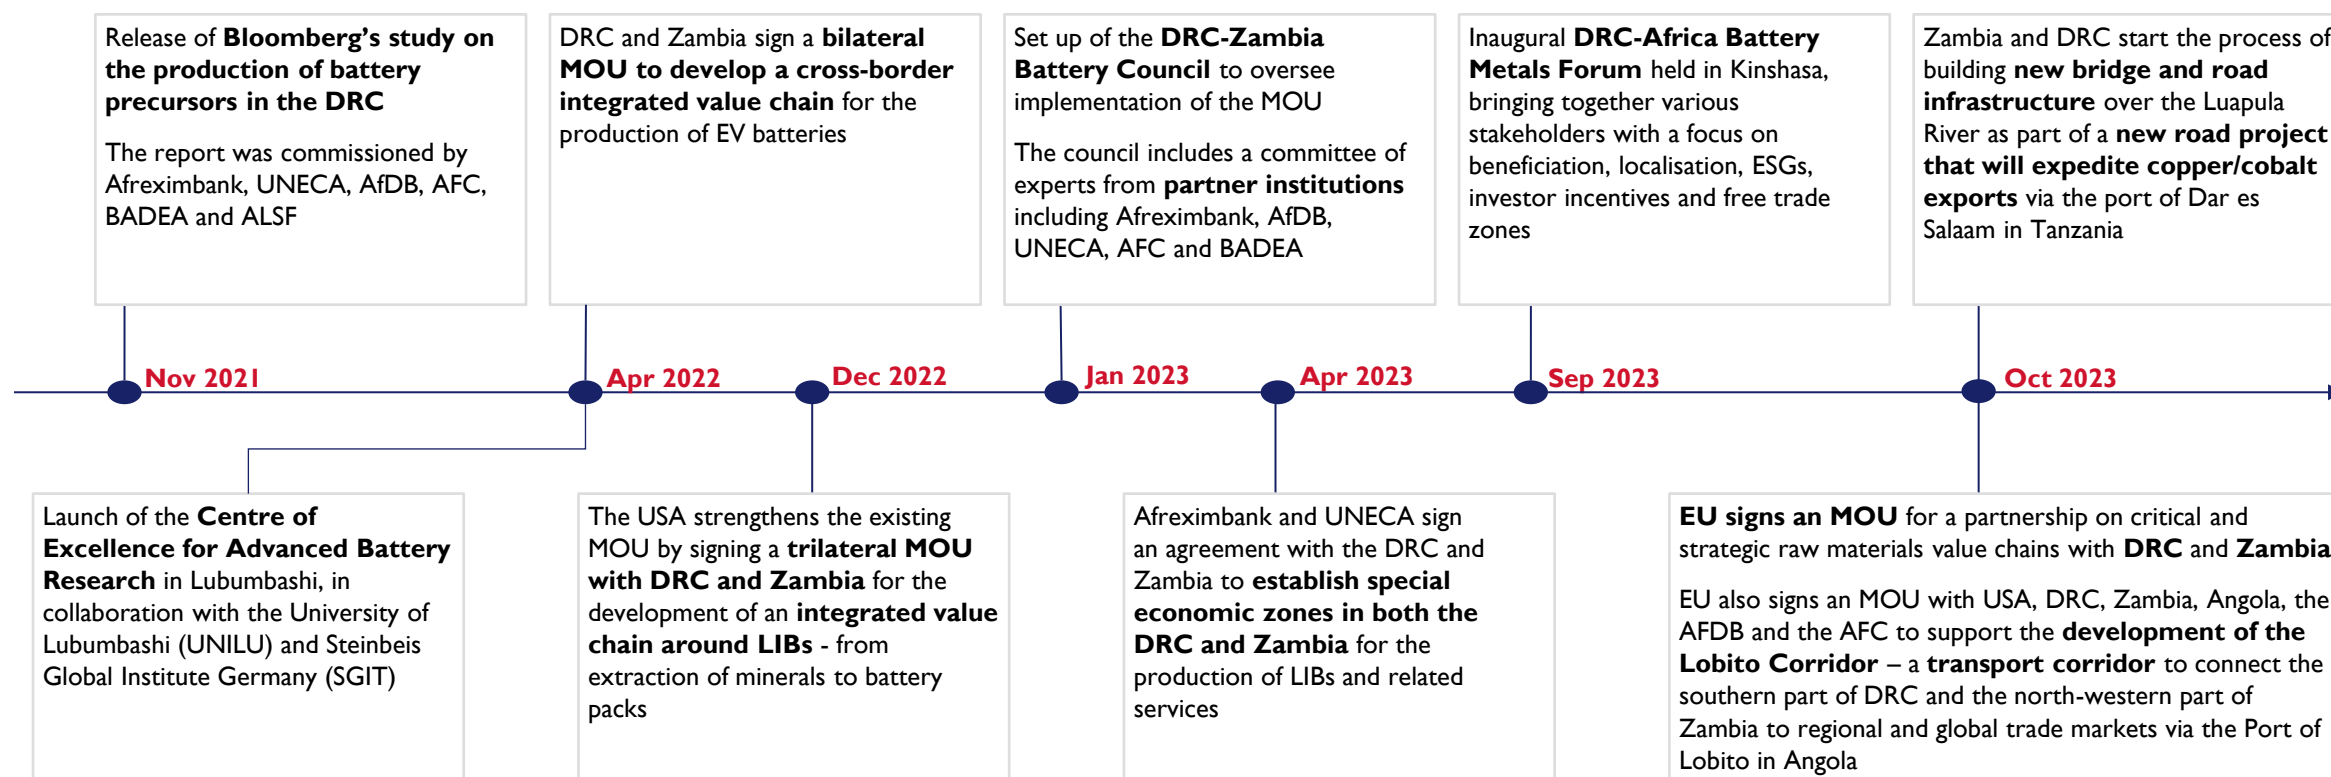 Release of Bloomberg's study on
the production of battery
precursors in the DRC
The report was commissioned by
Afreximbank, UNECA, AfDB, AFC,
BADEA and ALSF
DRC and Zambia sign a bilateral
MOU to develop a cross-border
integrated value chain for the
production of EV batteries
Set up of the DRC-Zambia
Battery Council to oversee
implementation of the MOU
The council includes a committee of
experts from partner institutions
including Afreximbank, AfDB,
UNECA, AFC and BADEA
Inaugural DRC-Africa Battery
Metals Forum held in Kinshasa,
bringing together various
stakeholders with a focus on
beneficiation, localisation, ESGs,
investor incentives and free trade
zones
Zambia and DRC start the process of
building new bridge and road
infrastructure over the Luapula
River as part of a new road project
that will expedite copper/cobalt
exports via the port of Dar es
Salaam in Tanzania
Nov 2021
Apr 2022
Dec 2022
Jan 2023
Apr 2023
Sep 2023
Oct 2023
Launch of the Centre of
Excellence for Advanced Battery
Research in Lubumbashi, in
collaboration with the University of
Lubumbashi (UNILU) and Steinbeis
Global Institute Germany (SGIT)
The USA strengthens the existing
MOU by signing a trilateral MOU
with DRC and Zambia for the
development of an integrated value
chain around LIBs - from
extraction of minerals to battery
packs
Afreximbank and UNECA sign
an agreement with the DRC and
Zambia to establish special
economic zones in both the
DRC and Zambia for the
production of LIBs and related
services
EU signs an MOU for a partnership on critical and
strategic raw materials value chains with DRC and Zambia
EU also signs an MOU with USA, DRC, Zambia, Angola, the
AFDB and the AFC to support the development of the
Lobito Corridor – a transport corridor to connect the
southern part of DRC and the north-western part of
Zambia to regional and global trade markets via the Port of
Lobito in Angola